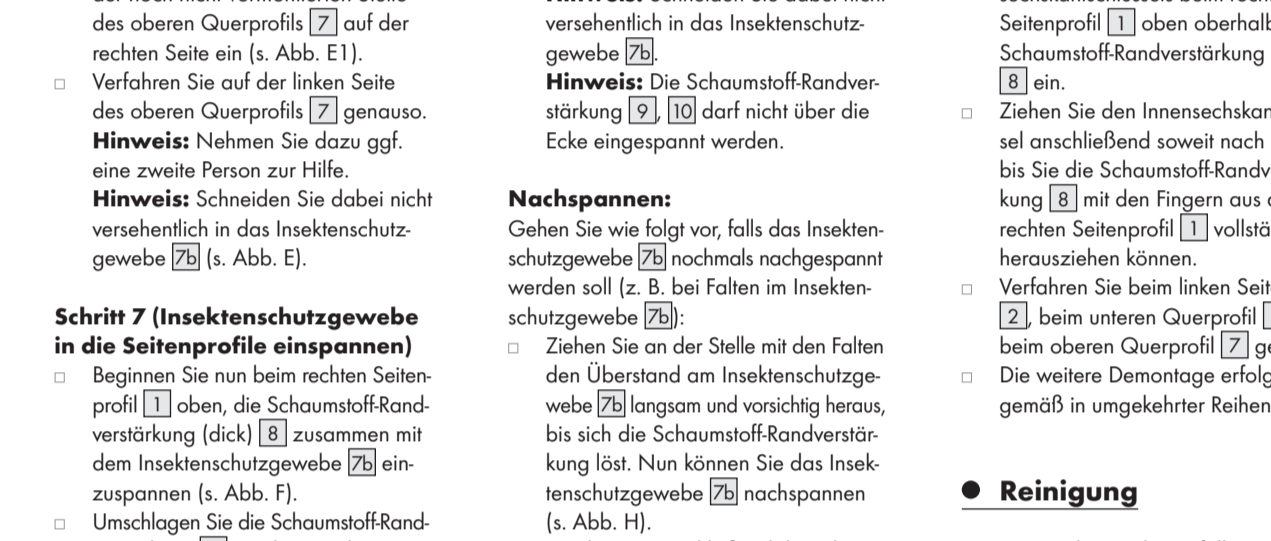 des oberen Querprofils 7 auf der
rechten Seite ein (s. Abb. E1).
□ Verfahren Sie auf der linken Seite
des oberen Querprofils 7 genauso.
Hinweis: Nehmen Sie dazu ggf.
eine zweite Person zur Hilfe.
Hinweis: Schneiden Sie dabei nicht
versehentlich in das Insektenschutz-
gewebe 7b (s. Abb. E).
Schritt 7 (Insektenschutzgewebe
in die Seitenprofile einspannen)
□ Beginnen Sie nun beim rechten Seiten-
profil 1 oben, die Schaumstoff-Rand-
verstärkung (dick) 8 zusammen mit
dem Insektenschutzgewebe 7b ein-
zuspannen (s. Abb. F).
□ Umschlagen Sie die Schaumstoff-Rand-
versehentlich in das Insektenschutz-
gewebe 7b.
Hinweis: Die Schaumstoff-Randver-
stärkung 9, 10 darf nicht über die
Ecke eingespannt werden.
Nachspannen:
Gehen Sie wie folgt vor, falls das Insekten-
schutzgewebe 7b nochmals nachgespannt
werden soll (z. B. bei Falten im Insekten-
schutzgewebe 7b):
□ Ziehen Sie an der Stelle mit den Falten
den Überstand am Insektenschutzge-
webe 7b langsam und vorsichtig heraus,
bis sich die Schaumstoff-Randverstär-
kung löst. Nun können Sie das Insek-
tenschutzgewebe 7b nachspannen
(s. Abb. H).
Seitenprofil 1 oben oberhalb
Schaumstoff-Randverstärkung
8 ein.
□ Ziehen Sie den Innensechskan
sel anschließend soweit nach
bis Sie die Schaumstoff-Randv
kung 8 mit den Fingern aus
rechten Seitenprofil 1 vollstä
herausziehen können.
□ Verfahren Sie beim linken Seit
2, beim unteren Querprofil
beim oberen Querprofil 7 ge
□ Die weitere Demontage erfolg
gemäß in umgekehrter Reihen
● Reinigung